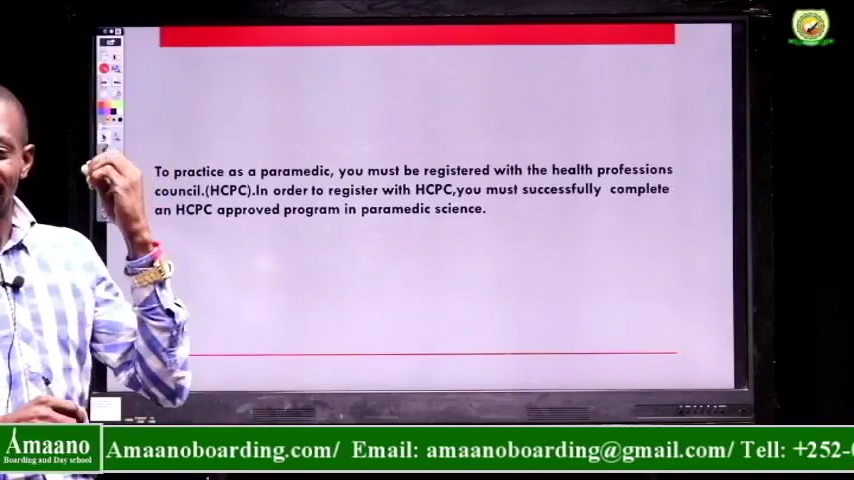 To practice as a paramedic, you must be registered with the health professions
council.(HCPC).In order to register with HCPC,you must successfully complete
an HCPC approved program in paramedic science.
Amaano
Boarding and Day school
Amaanoboarding.com/ Email: amaanoboarding@gmail.com/ Tell: +252-